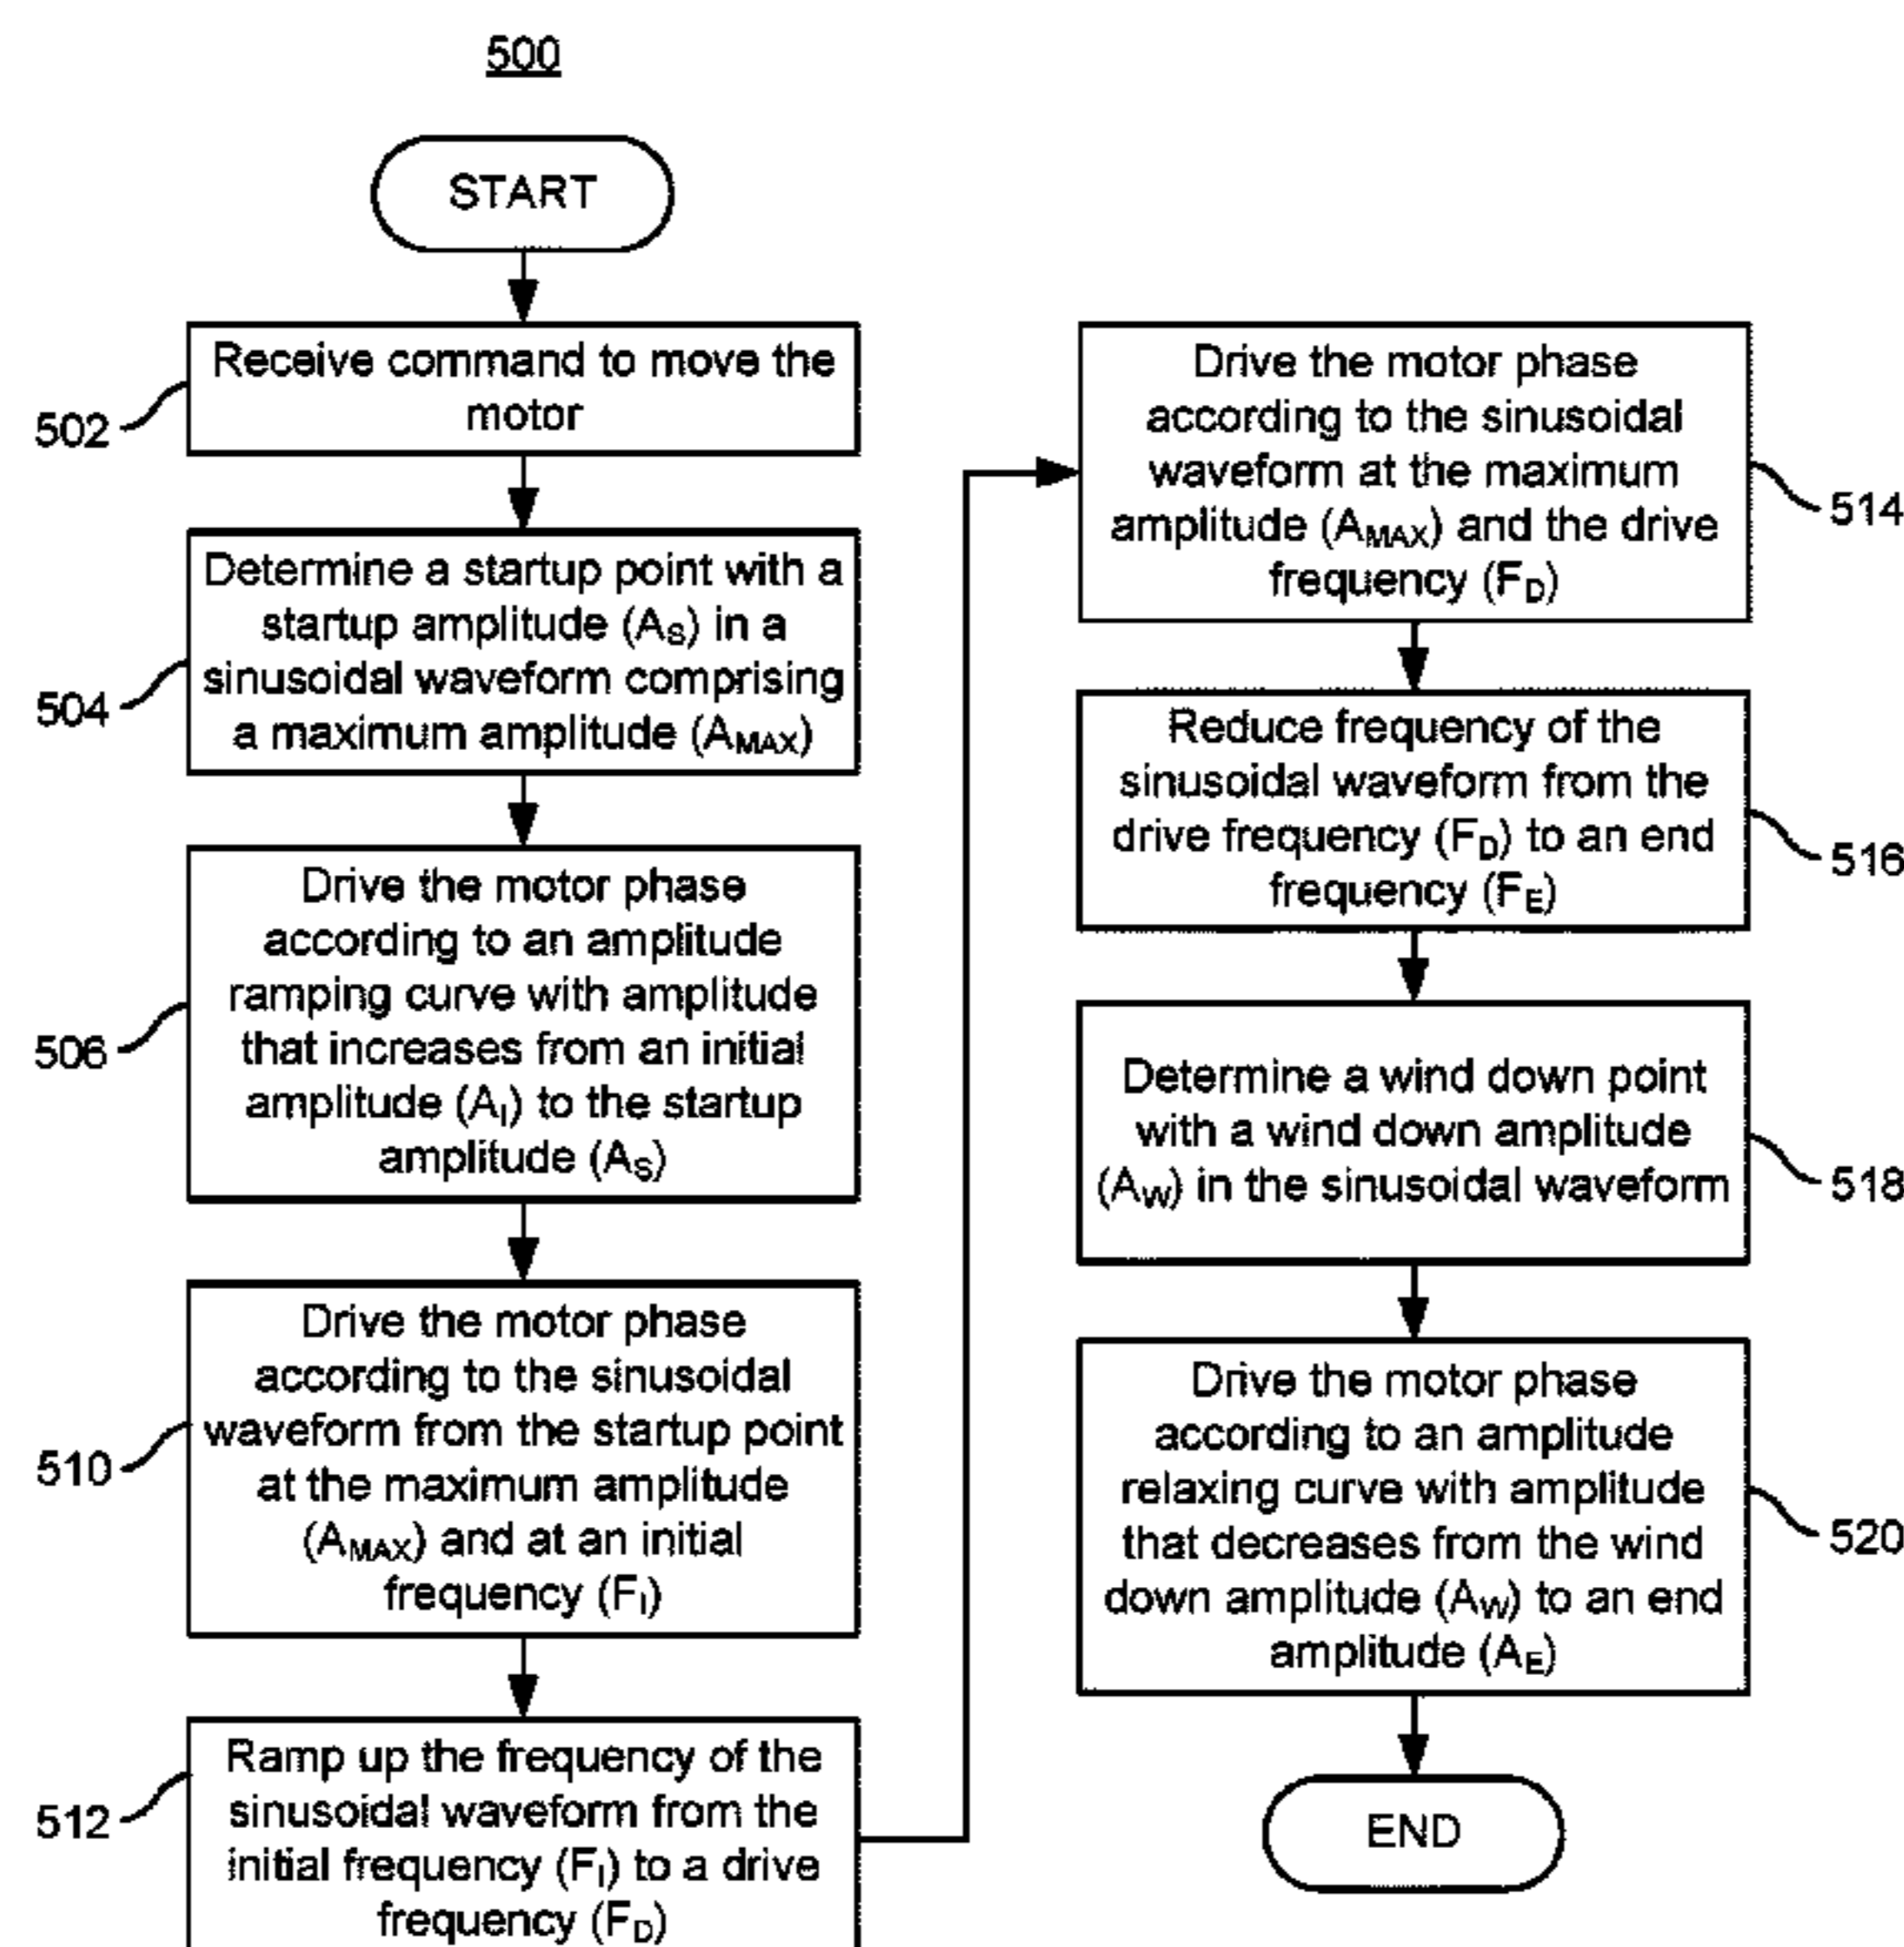 500
START
Receive command to move the
motor
502
Determine a startup point with a
startup amplitude (AS) in a
sinusoidal waveform comprising
a maximum amplitude (AMAX)
504
Drive the motor phase
according to an amplitude
ramping curve with amplitude
that increases from an initial
amplitude (AI) to the startup
amplitude (AS)
506
Drive the motor phase
according to the sinusoidal
waveform from the startup point
at the maximum amplitude
(AMAX) and at an initial
frequency (FI)
510
Ramp up the frequency of the
sinusoidal waveform from the
initial frequency (FI) to a drive
frequency (FD)
512
Drive the motor phase
according to the sinusoidal
waveform at the maximum
amplitude (AMAX) and the drive
frequency (FD)
514
Reduce frequency of the
sinusoidal waveform from the
drive frequency (FD) to an end
frequency (FE)
516
Determine a wind down point
with a wind down amplitude
(AW) in the sinusoidal waveform
518
Drive the motor phase
according to an amplitude
relaxing curve with amplitude
that decreases from the wind
down amplitude (AW) to an end
amplitude (AE)
520
END